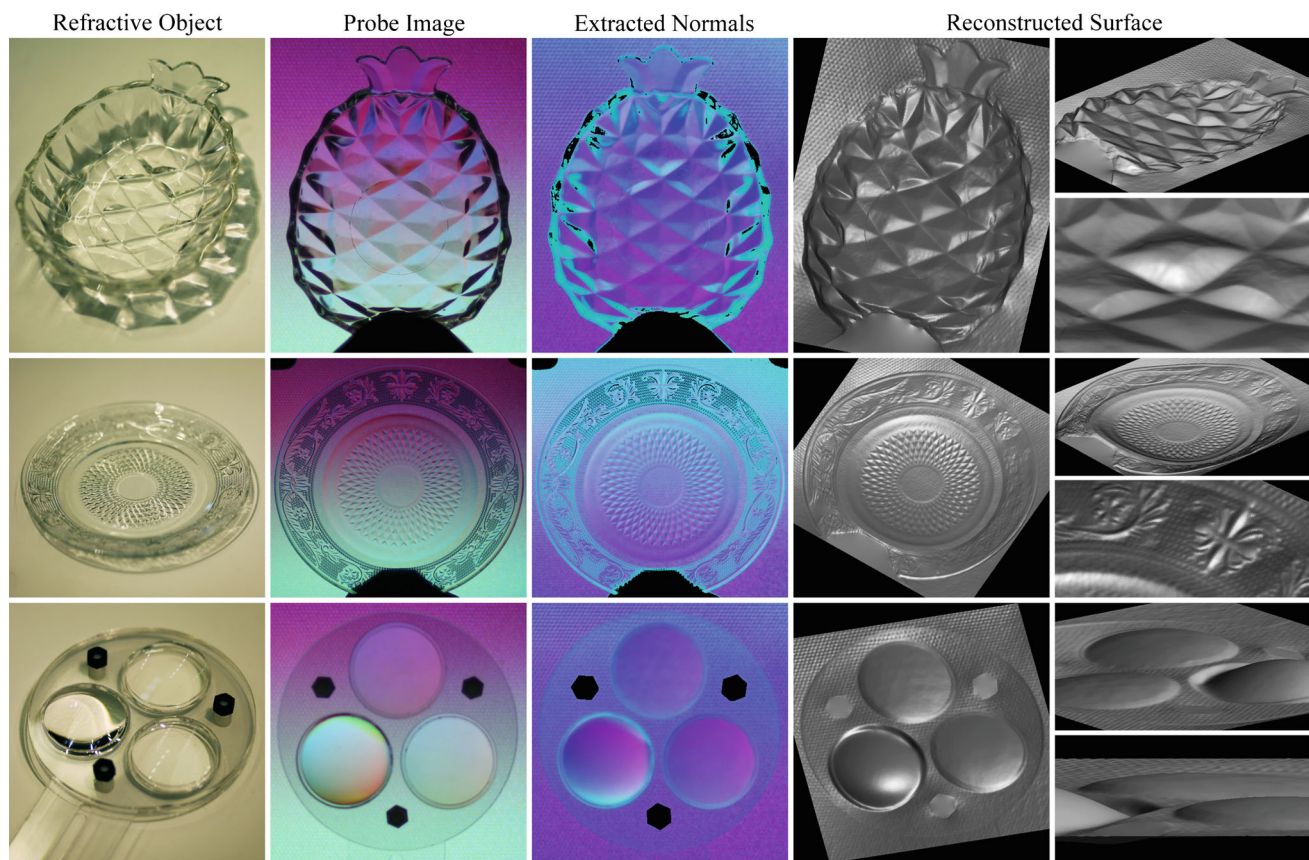 Refractive Object
Probe Image
Extracted Normals
Reconstructed Surface